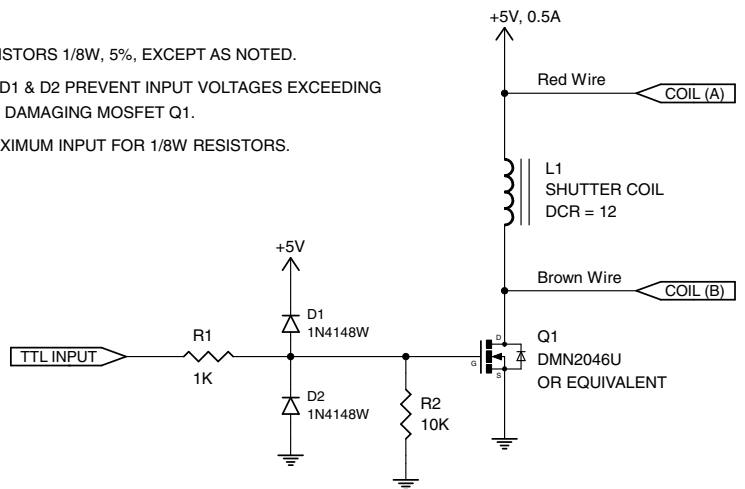 +5V, 0.5A
ISTORS 1/8W, 5%, EXCEPT AS NOTED.
D1 & D2 PREVENT INPUT VOLTAGES EXCEEDING
DAMAGING MOSFET Q1.
XIMUM INPUT FOR 1/8W RESISTORS.
Red Wire
COIL (A)
L1
SHUTTER COIL
DCR = 12
+5V
Brown Wire
COIL (B)
D1
1N4148W
R1
TTL INPUT
1K
D
G
S
Q1
DMN2046U
OR EQUIVALENT
D2
1N4148W
R2
10K